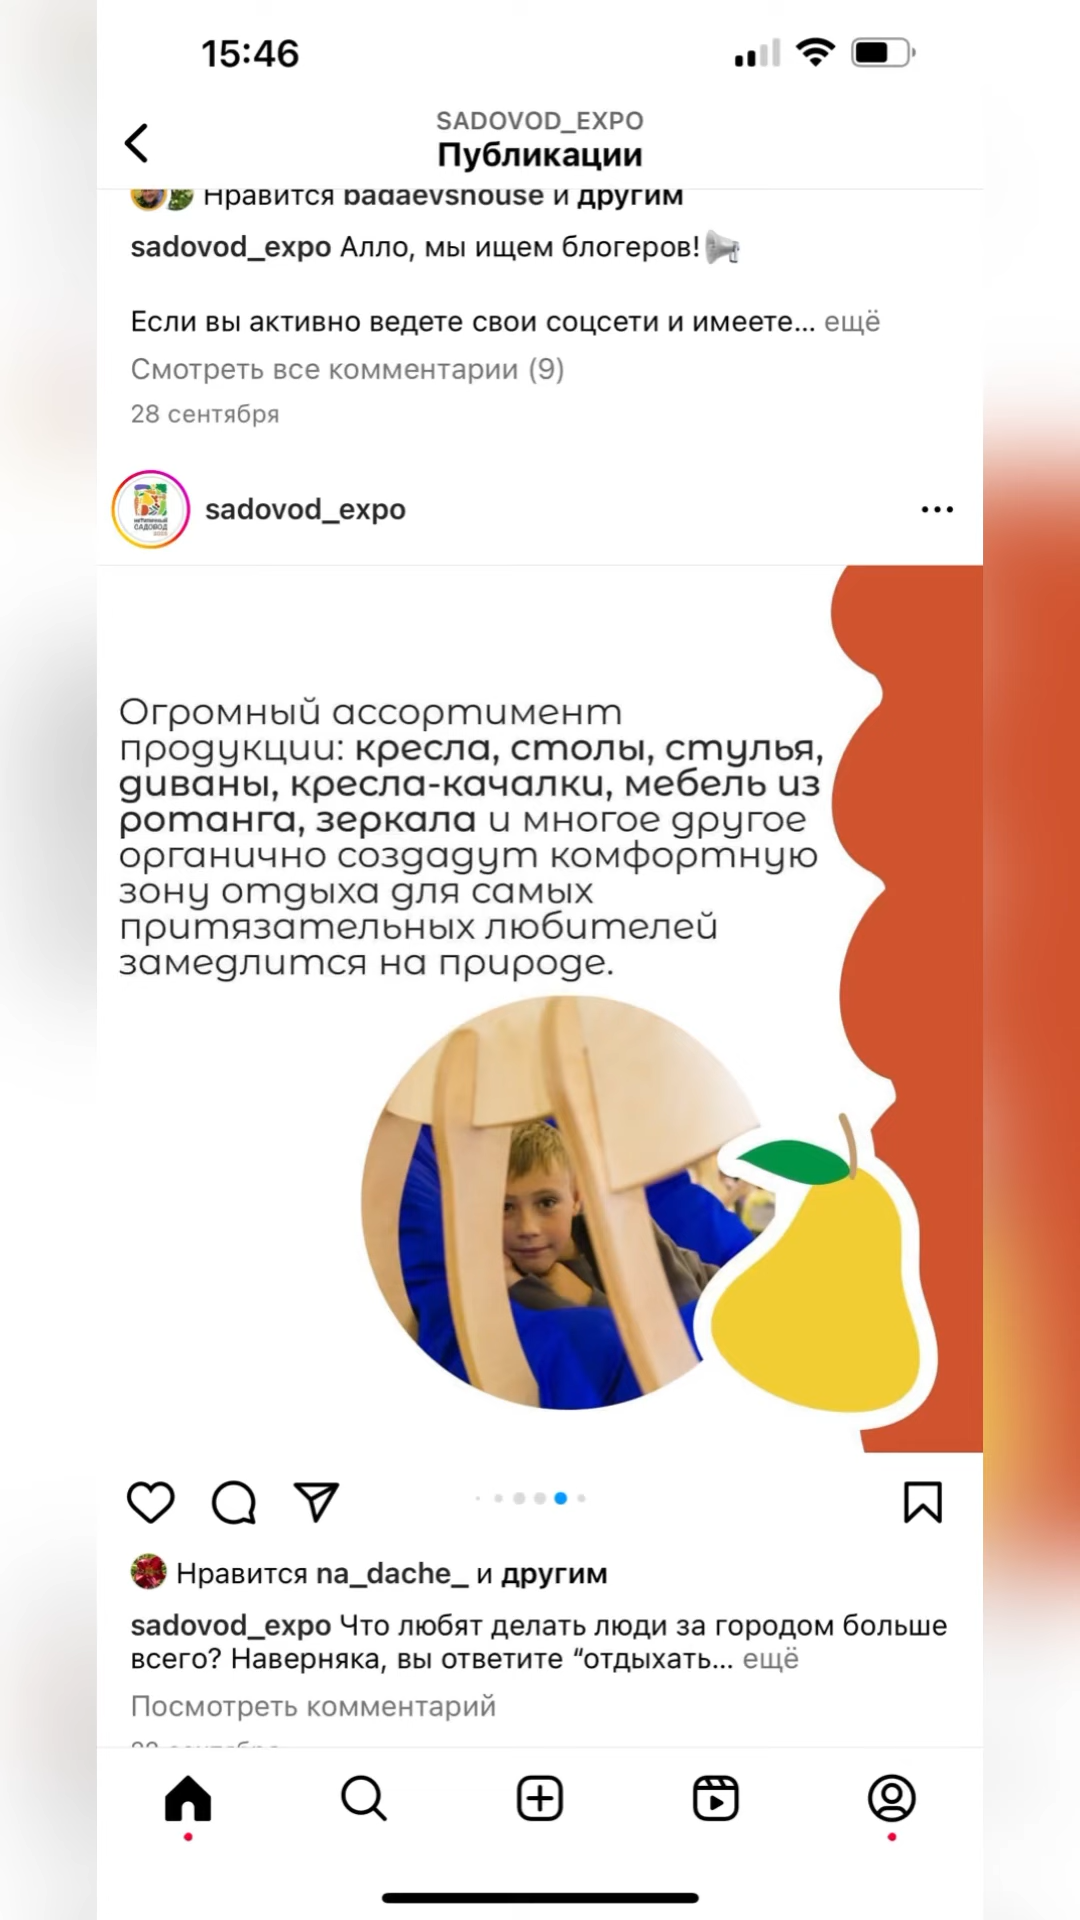 15:46
SADOVOD_EXPO
Публикации
Нравится badaevshouse и другим
sadovod_expo Алло, мы ищем блогеров!
Если вы активно ведете свои соцсети и имеете... ещё
Смотреть все комментарии (9)
28 сентября
САДОВОД
sadovod_expo
Огромный ассортимент
продукции: кресла, столы, стулья,
диваны, кресла-качалки, мебель из
ротанга, зеркала и многое другое
органично создадут комфортную
зону отдыха для самых
притязательных любителей
замедлится на природе.
Нравится na_dache_ и другим
sadovod_expo Что любят делать люди за городом больше
всего? Наверняка, вы ответите “отдыхать... ещё
Посмотреть комментарий